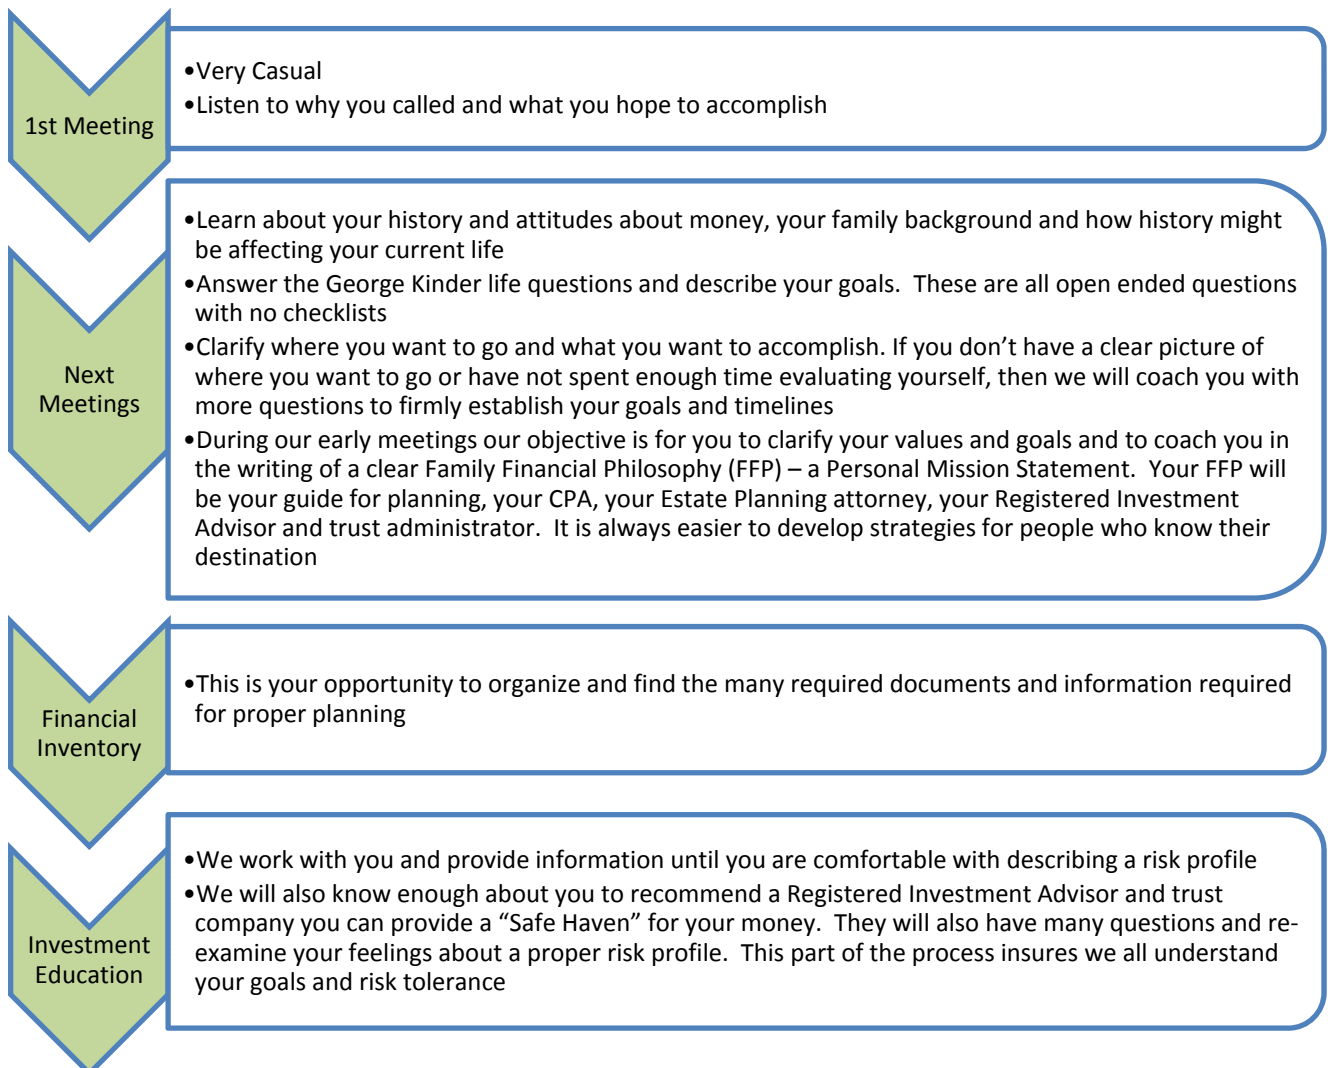 1st Meeting
•Very Casual
•Listen to why you called and what you hope to accomplish
Next
Meetings
•Learn about your history and attitudes about money, your family background and how history might
be affecting your current life
•Answer the George Kinder life questions and describe your goals.  These are all open ended questions
with no checklists
•Clarify where you want to go and what you want to accomplish. If you don’t have a clear picture of
where you want to go or have not spent enough time evaluating yourself, then we will coach you with
more questions to firmly establish your goals and timelines
•During our early meetings our objective is for you to clarify your values and goals and to coach you in
the writing of a clear Family Financial Philosophy (FFP) – a Personal Mission Statement.  Your FFP will
be your guide for planning, your CPA, your Estate Planning attorney, your Registered Investment
Advisor and trust administrator.  It is always easier to develop strategies for people who know their
destination
Financial
Inventory
•This is your opportunity to organize and find the many required documents and information required
for proper planning
Investment
Education
•We work with you and provide information until you are comfortable with describing a risk profile
•We will also know enough about you to recommend a Registered Investment Advisor and trust
company you can provide a “Safe Haven” for your money.  They will also have many questions and re-
examine your feelings about a proper risk profile.  This part of the process insures we all understand
your goals and risk tolerance